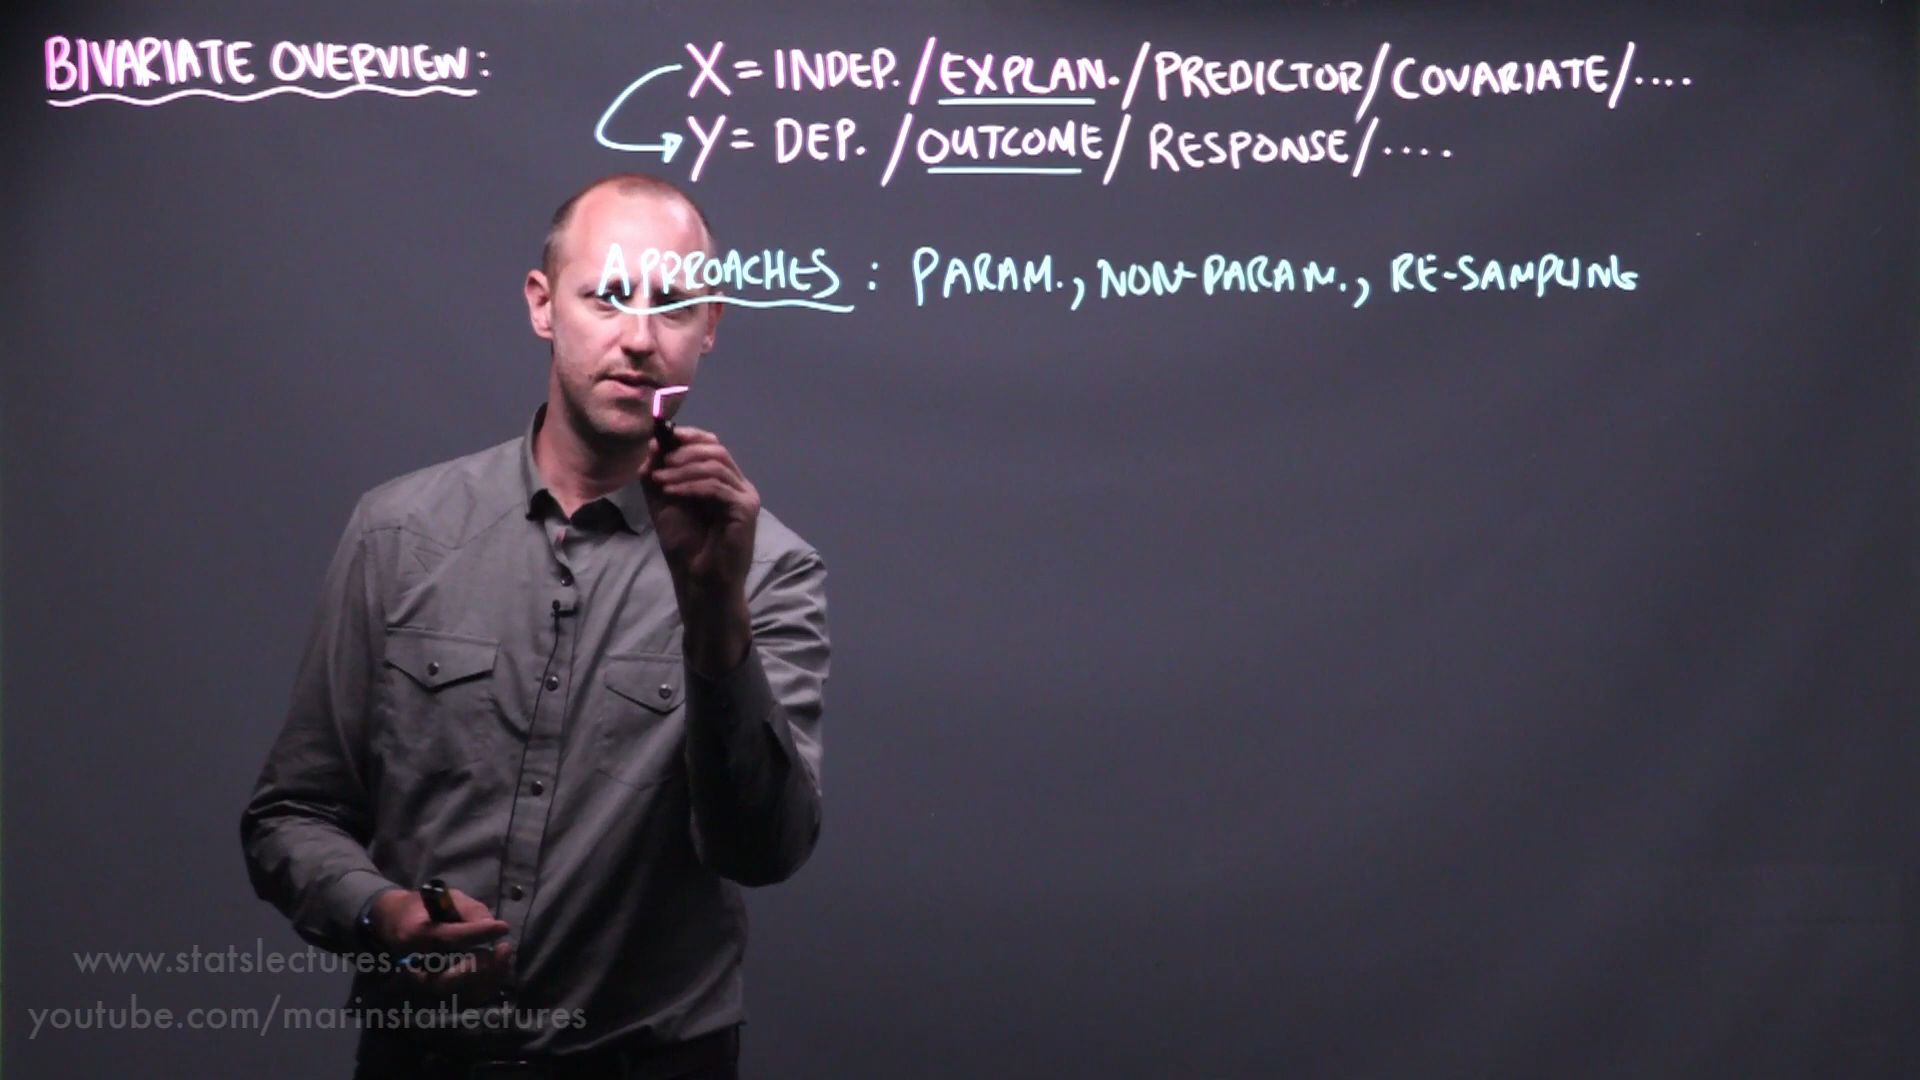 BIVARIATE OVERVIEW:
X = INDEP. / EXPLAN. / PREDICTOR / COVARIATE / ....
Y = DEP. / OUTCOME / RESPONSE / ....
APPROACHES : PARAM., NON-PARAM., RE-SAMPLING
www.statslectures.com
youtube.com/marinstatlectures